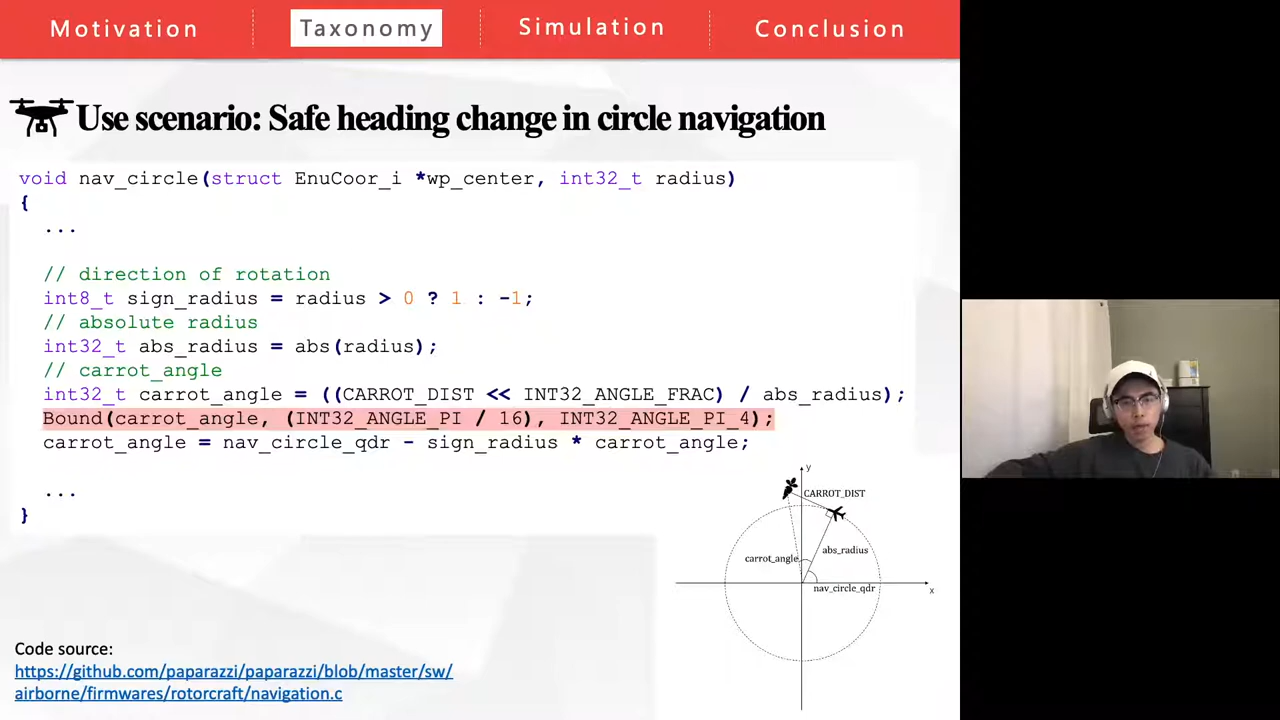 Motivation
Taxonomy
Simulation
Conclusion
Use scenario: Safe heading change in circle navigation
void nav_circle(struct EnuCoor_i *wp_center, int32_t radius)
{
...
// direction of rotation
int8_t sign_radius = radius > 0 ? 1 : -1;
// absolute radius
int32_t abs_radius = abs(radius);
// carrot_angle
int32_t carrot_angle = ((CARROT_DIST << INT32_ANGLE_FRAC) / abs_radius);
Bound(carrot_angle, (INT32_ANGLE_PI / 16), INT32_ANGLE_PI_4);
carrot_angle = nav_circle_qdr - sign_radius * carrot_angle;
...
}
y
CARROT_DIST
abs_radius
carrot_angle
nav_circle_qdr
x
Code source:
https://github.com/paparazzi/paparazzi/blob/master/sw/
airborne/firmwares/rotorcraft/navigation.c